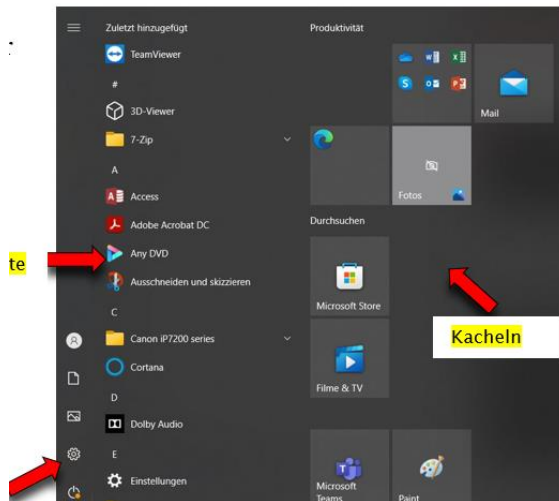 Zuletzt hinzugefügt
TeamViewer
#
3D-Viewer
7-Zip
A
Access
Adobe Acrobat DC
Any DVD
Ausschneiden und skizzieren
C
Canon iP7200 series
Cortana
D
Dolby Audio
E
Einstellungen
te
Produktivität
Mail
Fotos
Durchsuchen
Microsoft Store
Filme & TV
Microsoft
Teams
Paint
Kacheln